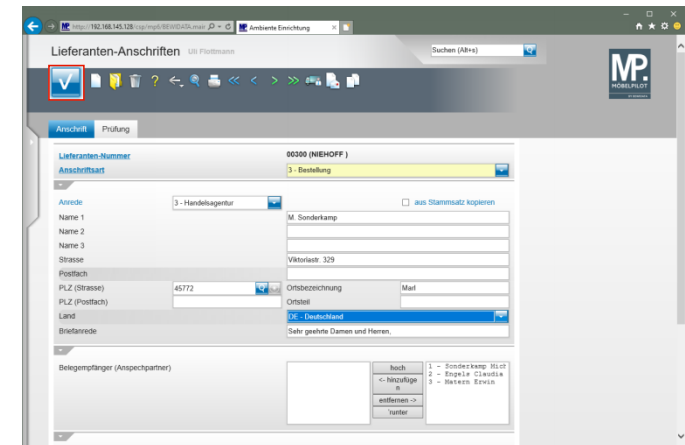 http://192.168.145.128/csp/mp6/BEWIDATA.main
Ambiente Einrichtung
Lieferanten-Anschriften Uli Flottmann
Suchen (Alt+s)
MP.
MÖBELPILOT
Anschrift Prüfung
Lieferanten-Nummer 00300 (NIEHOFF )
Anschriftsart 3 - Bestellung
Anrede 3 - Handelsagentur aus Stammsatz kopieren
Name 1 M. Sonderkamp
Name 2
Name 3
Strasse Viktoriastr. 329
Postfach
PLZ (Strasse) 45772 Ortsbezeichnung Marl
PLZ (Postfach) Ortsteil
Land DE - Deutschland
Briefanrede Sehr geehrte Damen und Herren,
Belegempfänger (Anspechpartner)
hoch
<- hinzufüge
n
entfernen ->
'runter
1 - Sonderkamp Mich
2 - Engels Claudia
3 - Matern Erwin